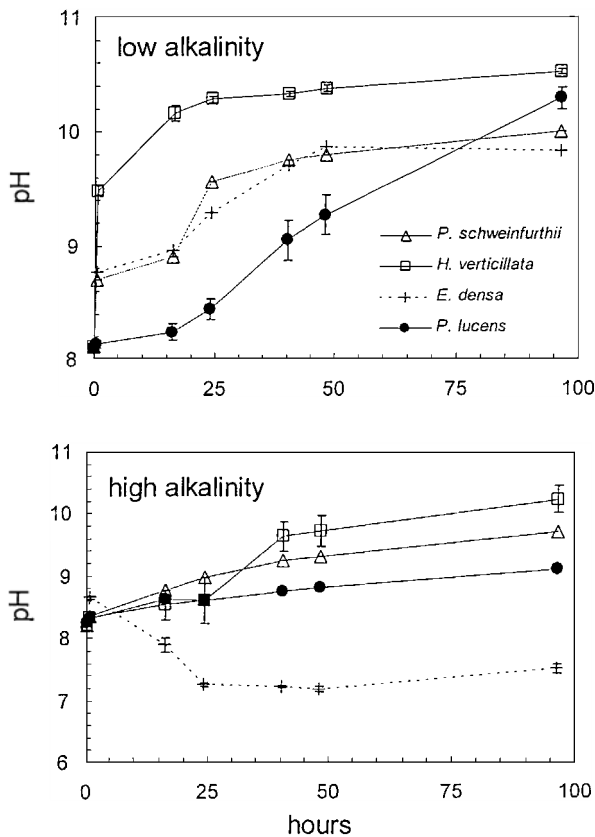 11
low alkalinity
10
pH
9
8
P. schweinfurthii
H. verticillata
E. densa
P. lucens
0
25
50
75
100
11
high alkalinity
10
9
pH
8
7
6
0
25
50
75
100
hours